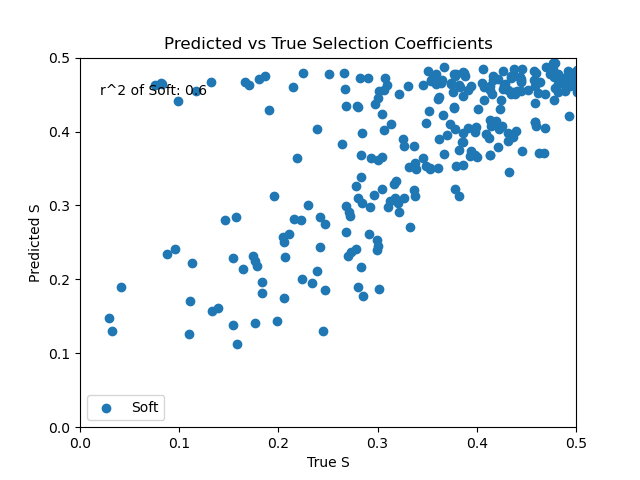 Predicted vs True Selection Coefficients
r^2 of Soft: 0.6
Predicted S
0.5
0.4
0.3
0.2
0.1
0.0
Soft
0.0 0.1 0.2 0.3 0.4 0.5
True S